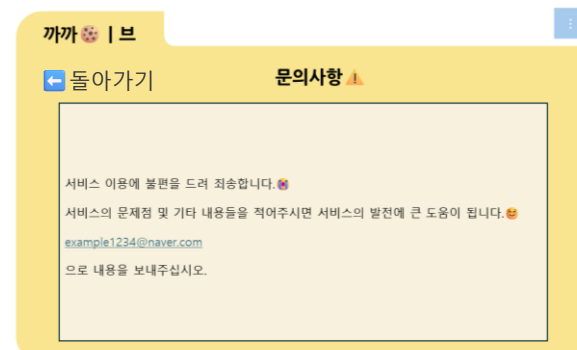 까까🍪 | 브
⬅️돌아가기
문의사항⚠️
서비스 이용에 불편을 드려 죄송합니다.😭
서비스의 문제점 및 기타 내용들을 적어주시면 서비스의 발전에 큰 도움이 됩니다.😆
example1234@naver.com
으로 내용을 보내주십시오.